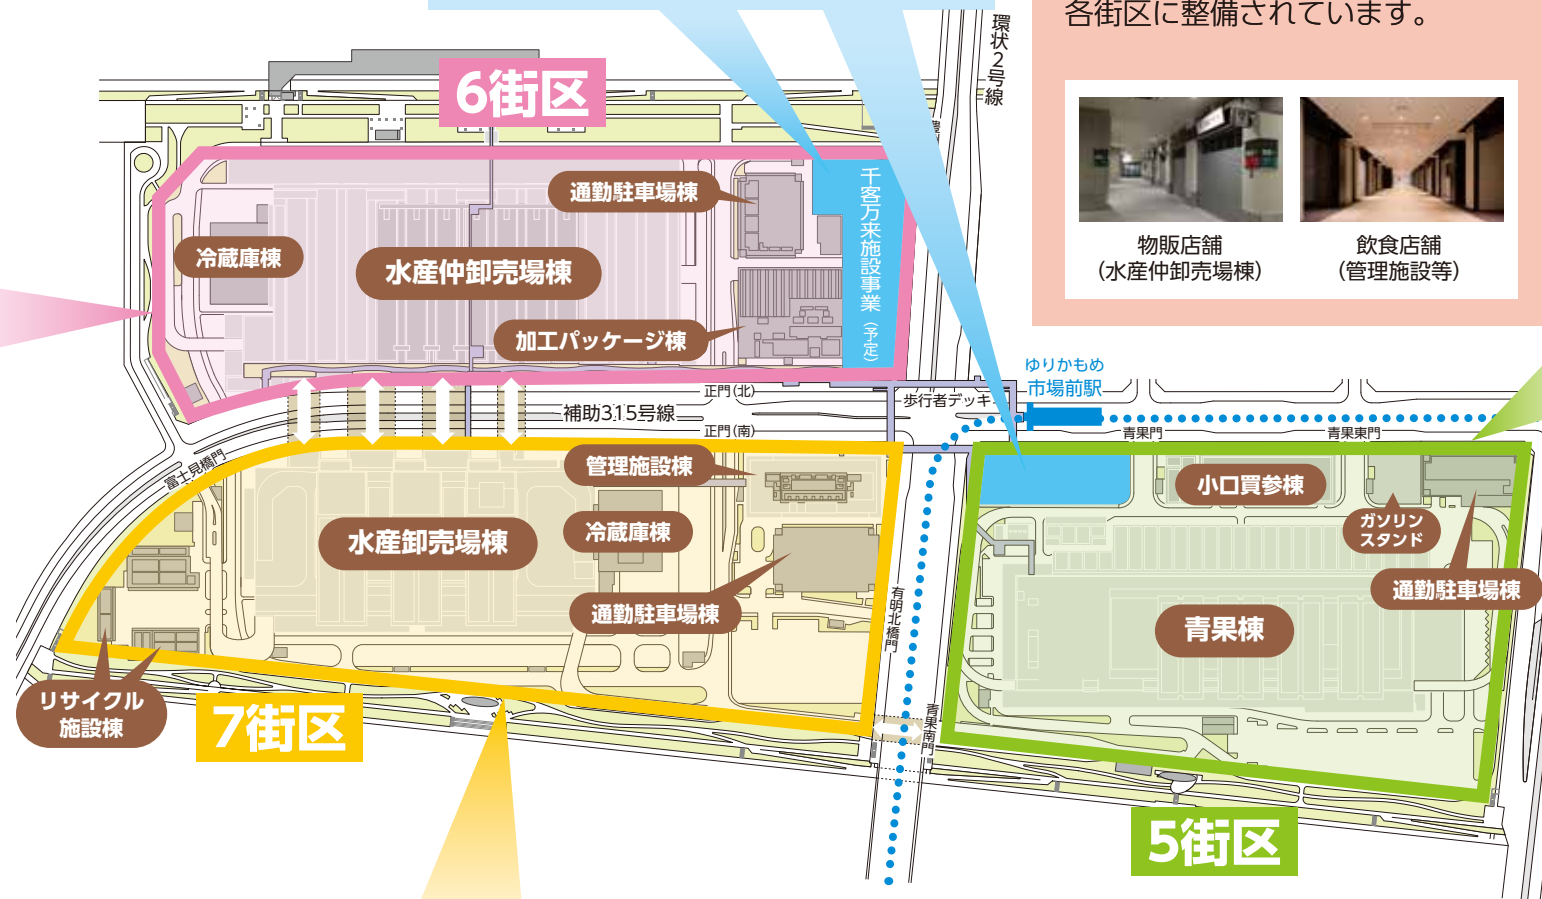 各街区に整備されています。
環状2号線
6街区
通勤駐車場棟
千客万来施設事業(予定)
冷蔵庫棟
水産仲卸売場棟
加工パッケージ棟
物販店舗
(水産仲卸売場棟)
飲食店舗
(管理施設等)
ゆりかもめ
市場前駅
正門(北)
歩行者デッキ
補助315号線
正門(南)
青果門
青果東門
富士見橋門
管理施設棟
小口買参棟
ガソリン
スタンド
水産卸売場棟
冷蔵庫棟
通勤駐車場棟
通勤駐車場棟
有明北橋門
青果棟
リサイクル
施設棟
7街区
青果南門
5街区